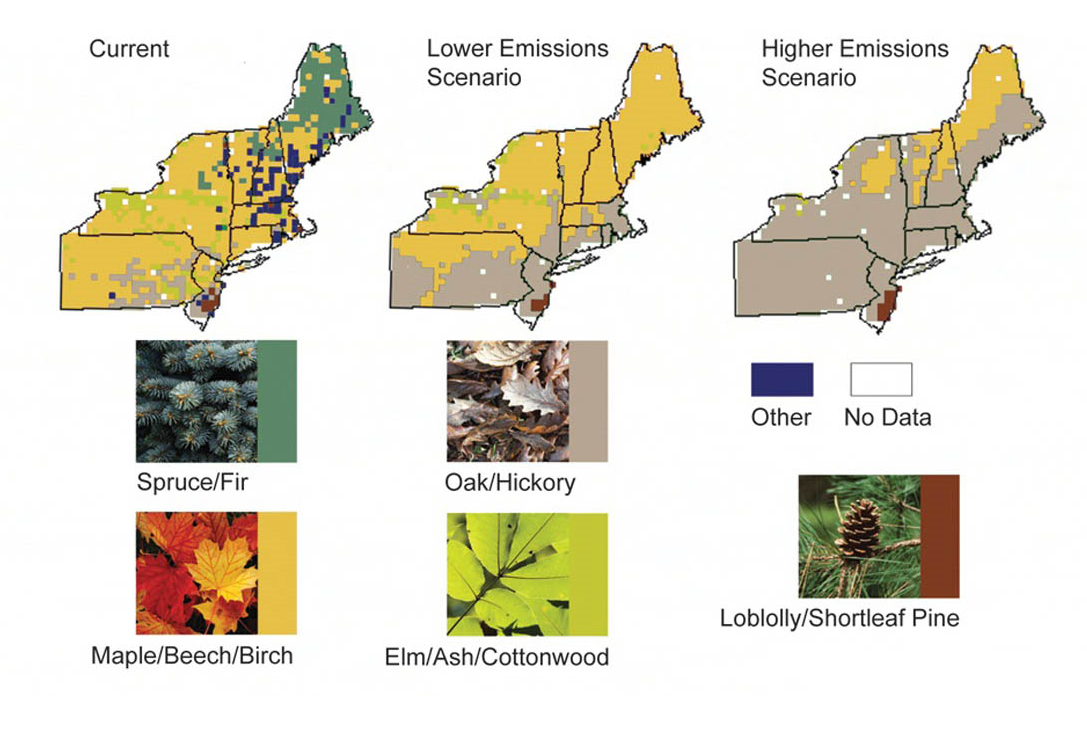 Current
Lower Emissions
Scenario
Higher Emissions
Scenario
Other
No Data
Spruce/Fir
Oak/Hickory
Loblolly/Shortleaf Pine
Maple/Beech/Birch
Elm/Ash/Cottonwood